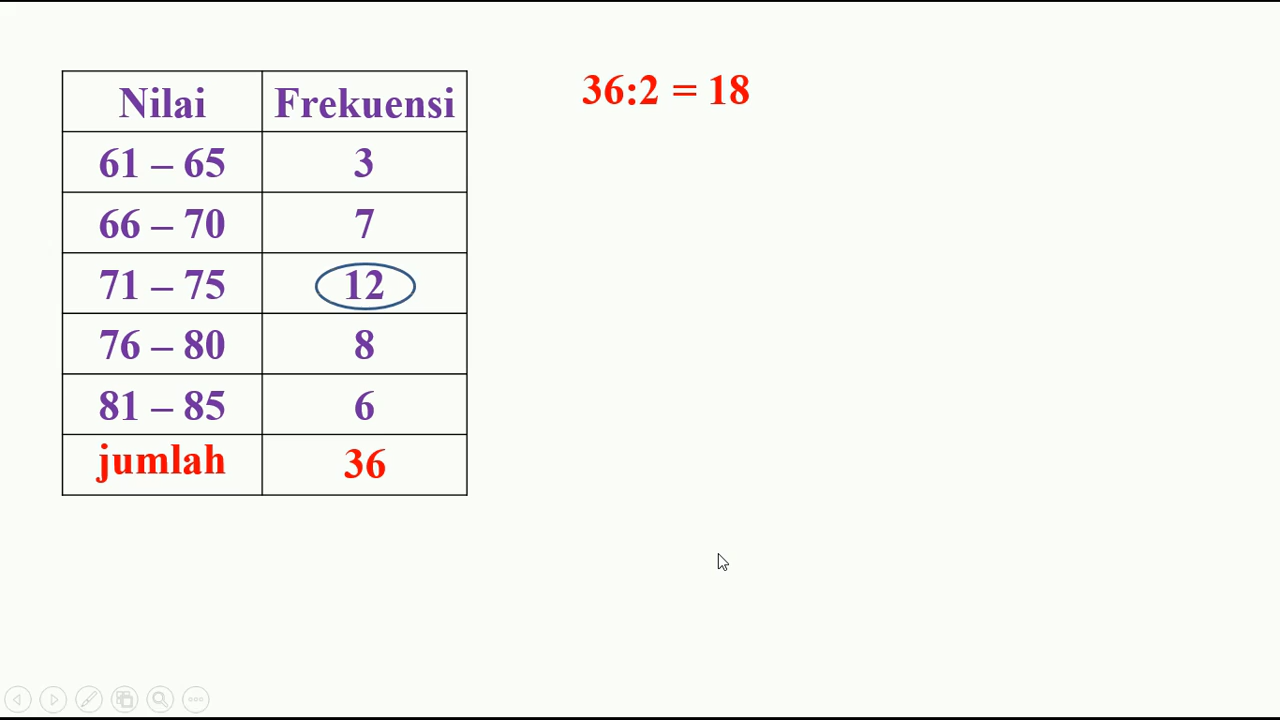 Nilai Frekuensi
61 – 65 3
66 – 70 7
71 – 75 12
76 – 80 8
81 – 85 6
jumlah 36
36:2 = 18